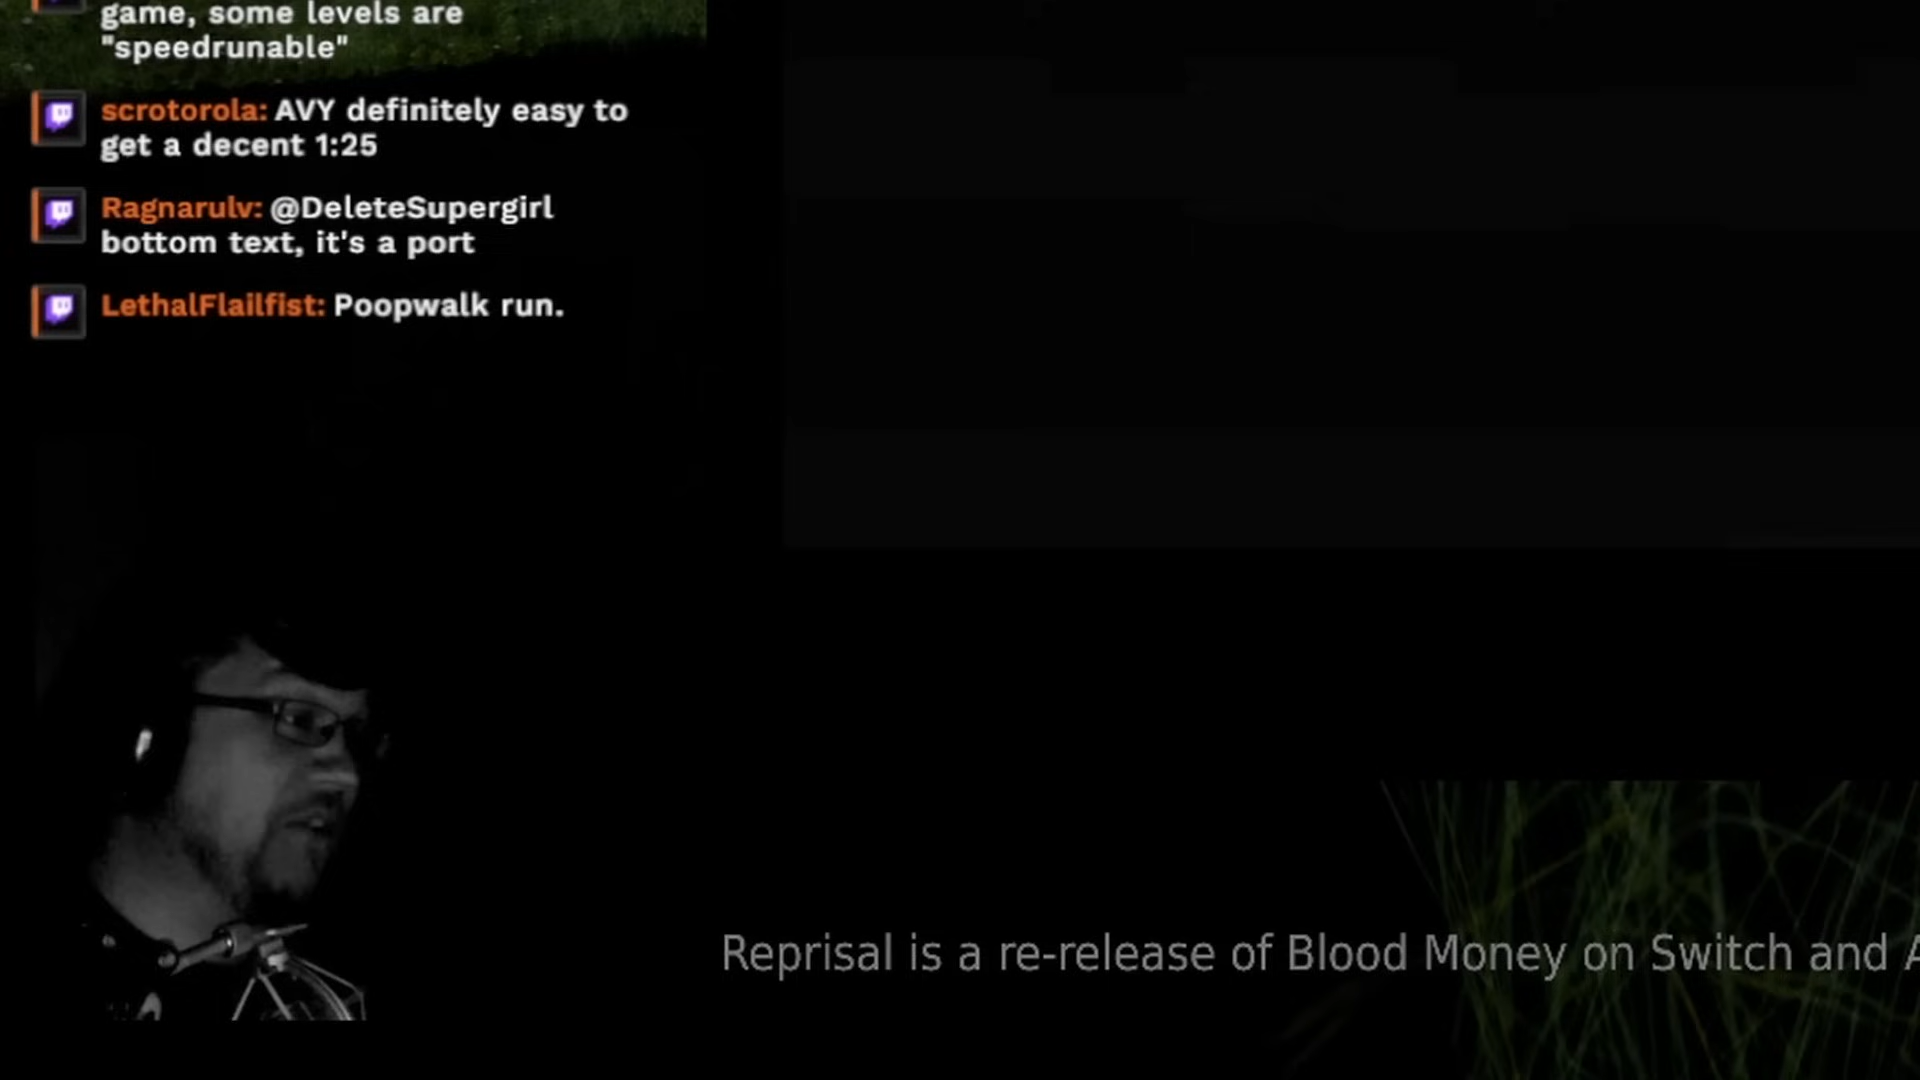 game, some levels are
"speedrunable"
scrotorola: AVY definitely easy to
get a decent 1:25
Ragnarulv: @DeleteSupergirl
bottom text, it's a port
LethalFlailfist: Poopwalk run.
Reprisal is a re-release of Blood Money on Switch and